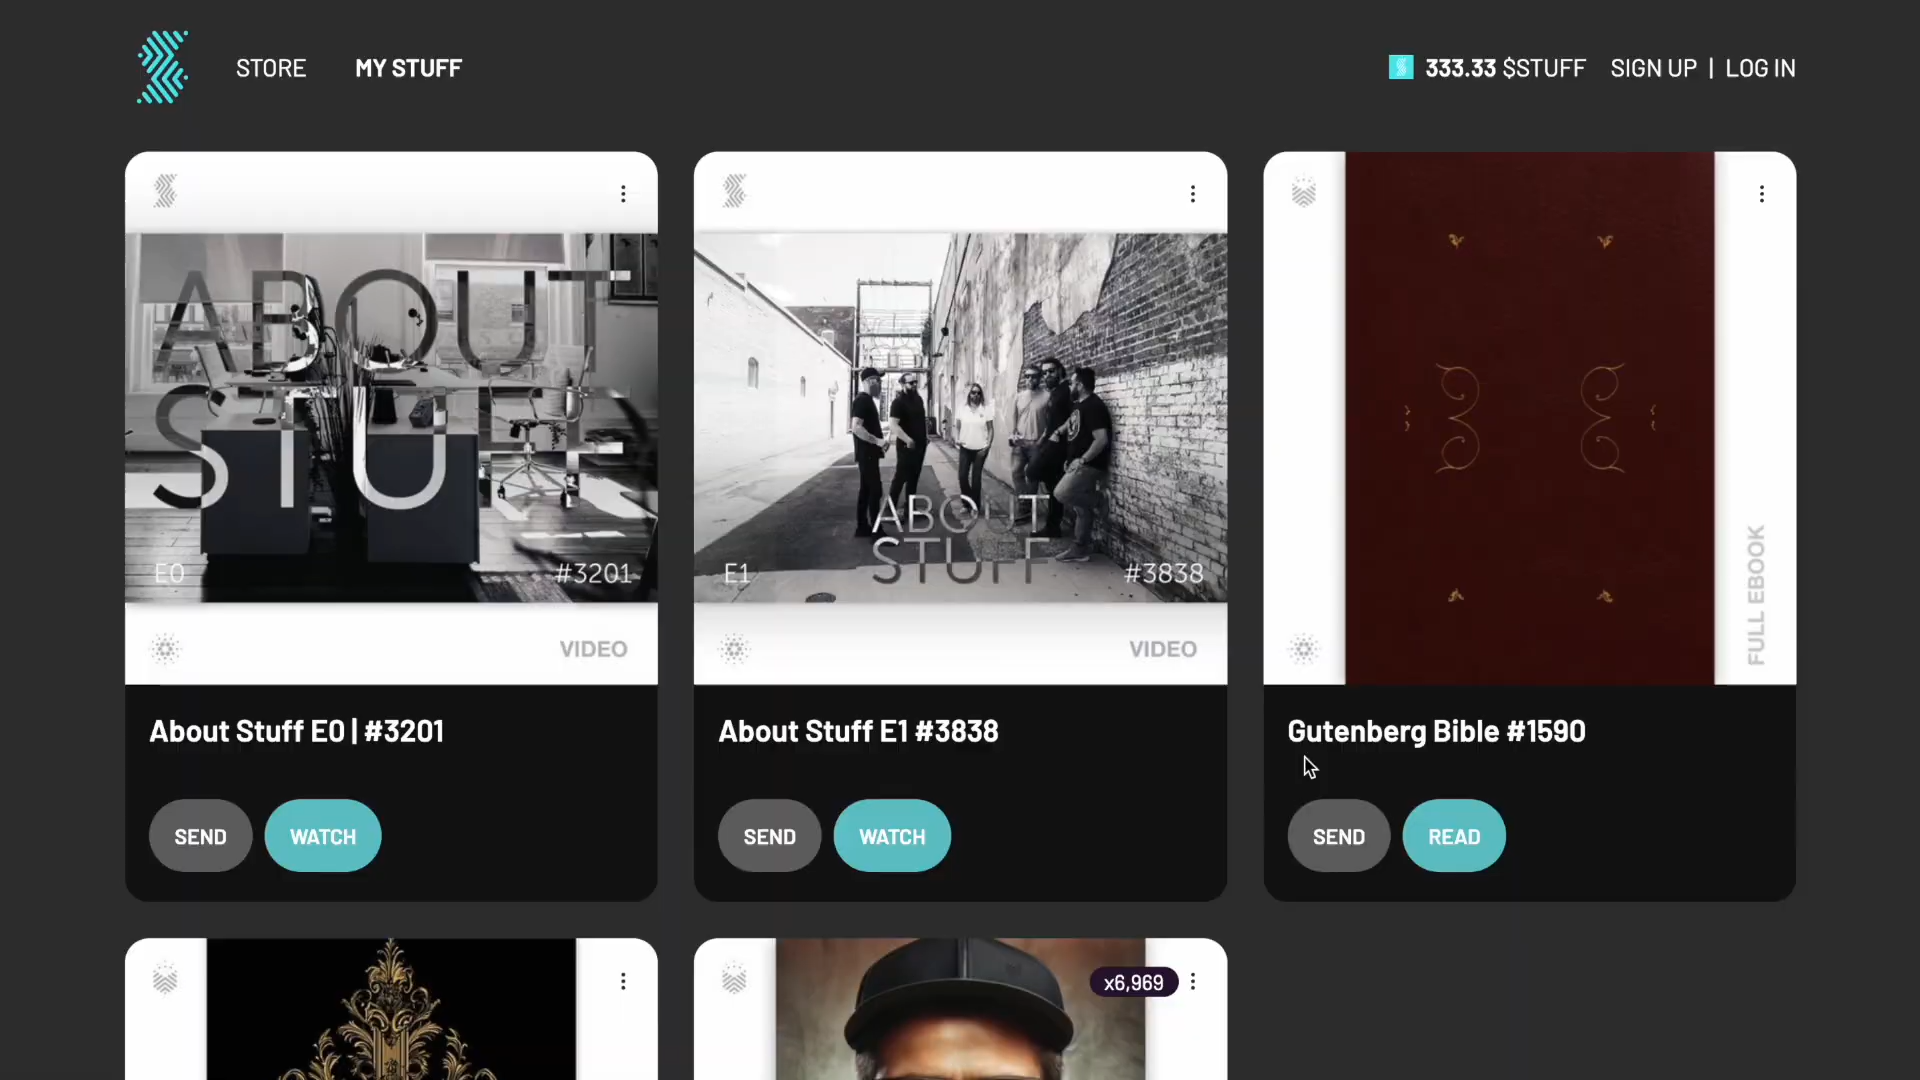 STORE
MY STUFF
333.33 $STUFF
SIGN UP | LOG IN
ABOUT
STUFF
E0
#3201
VIDEO
About Stuff E0 | #3201
SEND
WATCH
ABOUT
STUFF
E1
#3838
VIDEO
About Stuff E1 #3838
SEND
WATCH
FULL EBOOK
Gutenberg Bible #1590
SEND
READ
x6,969